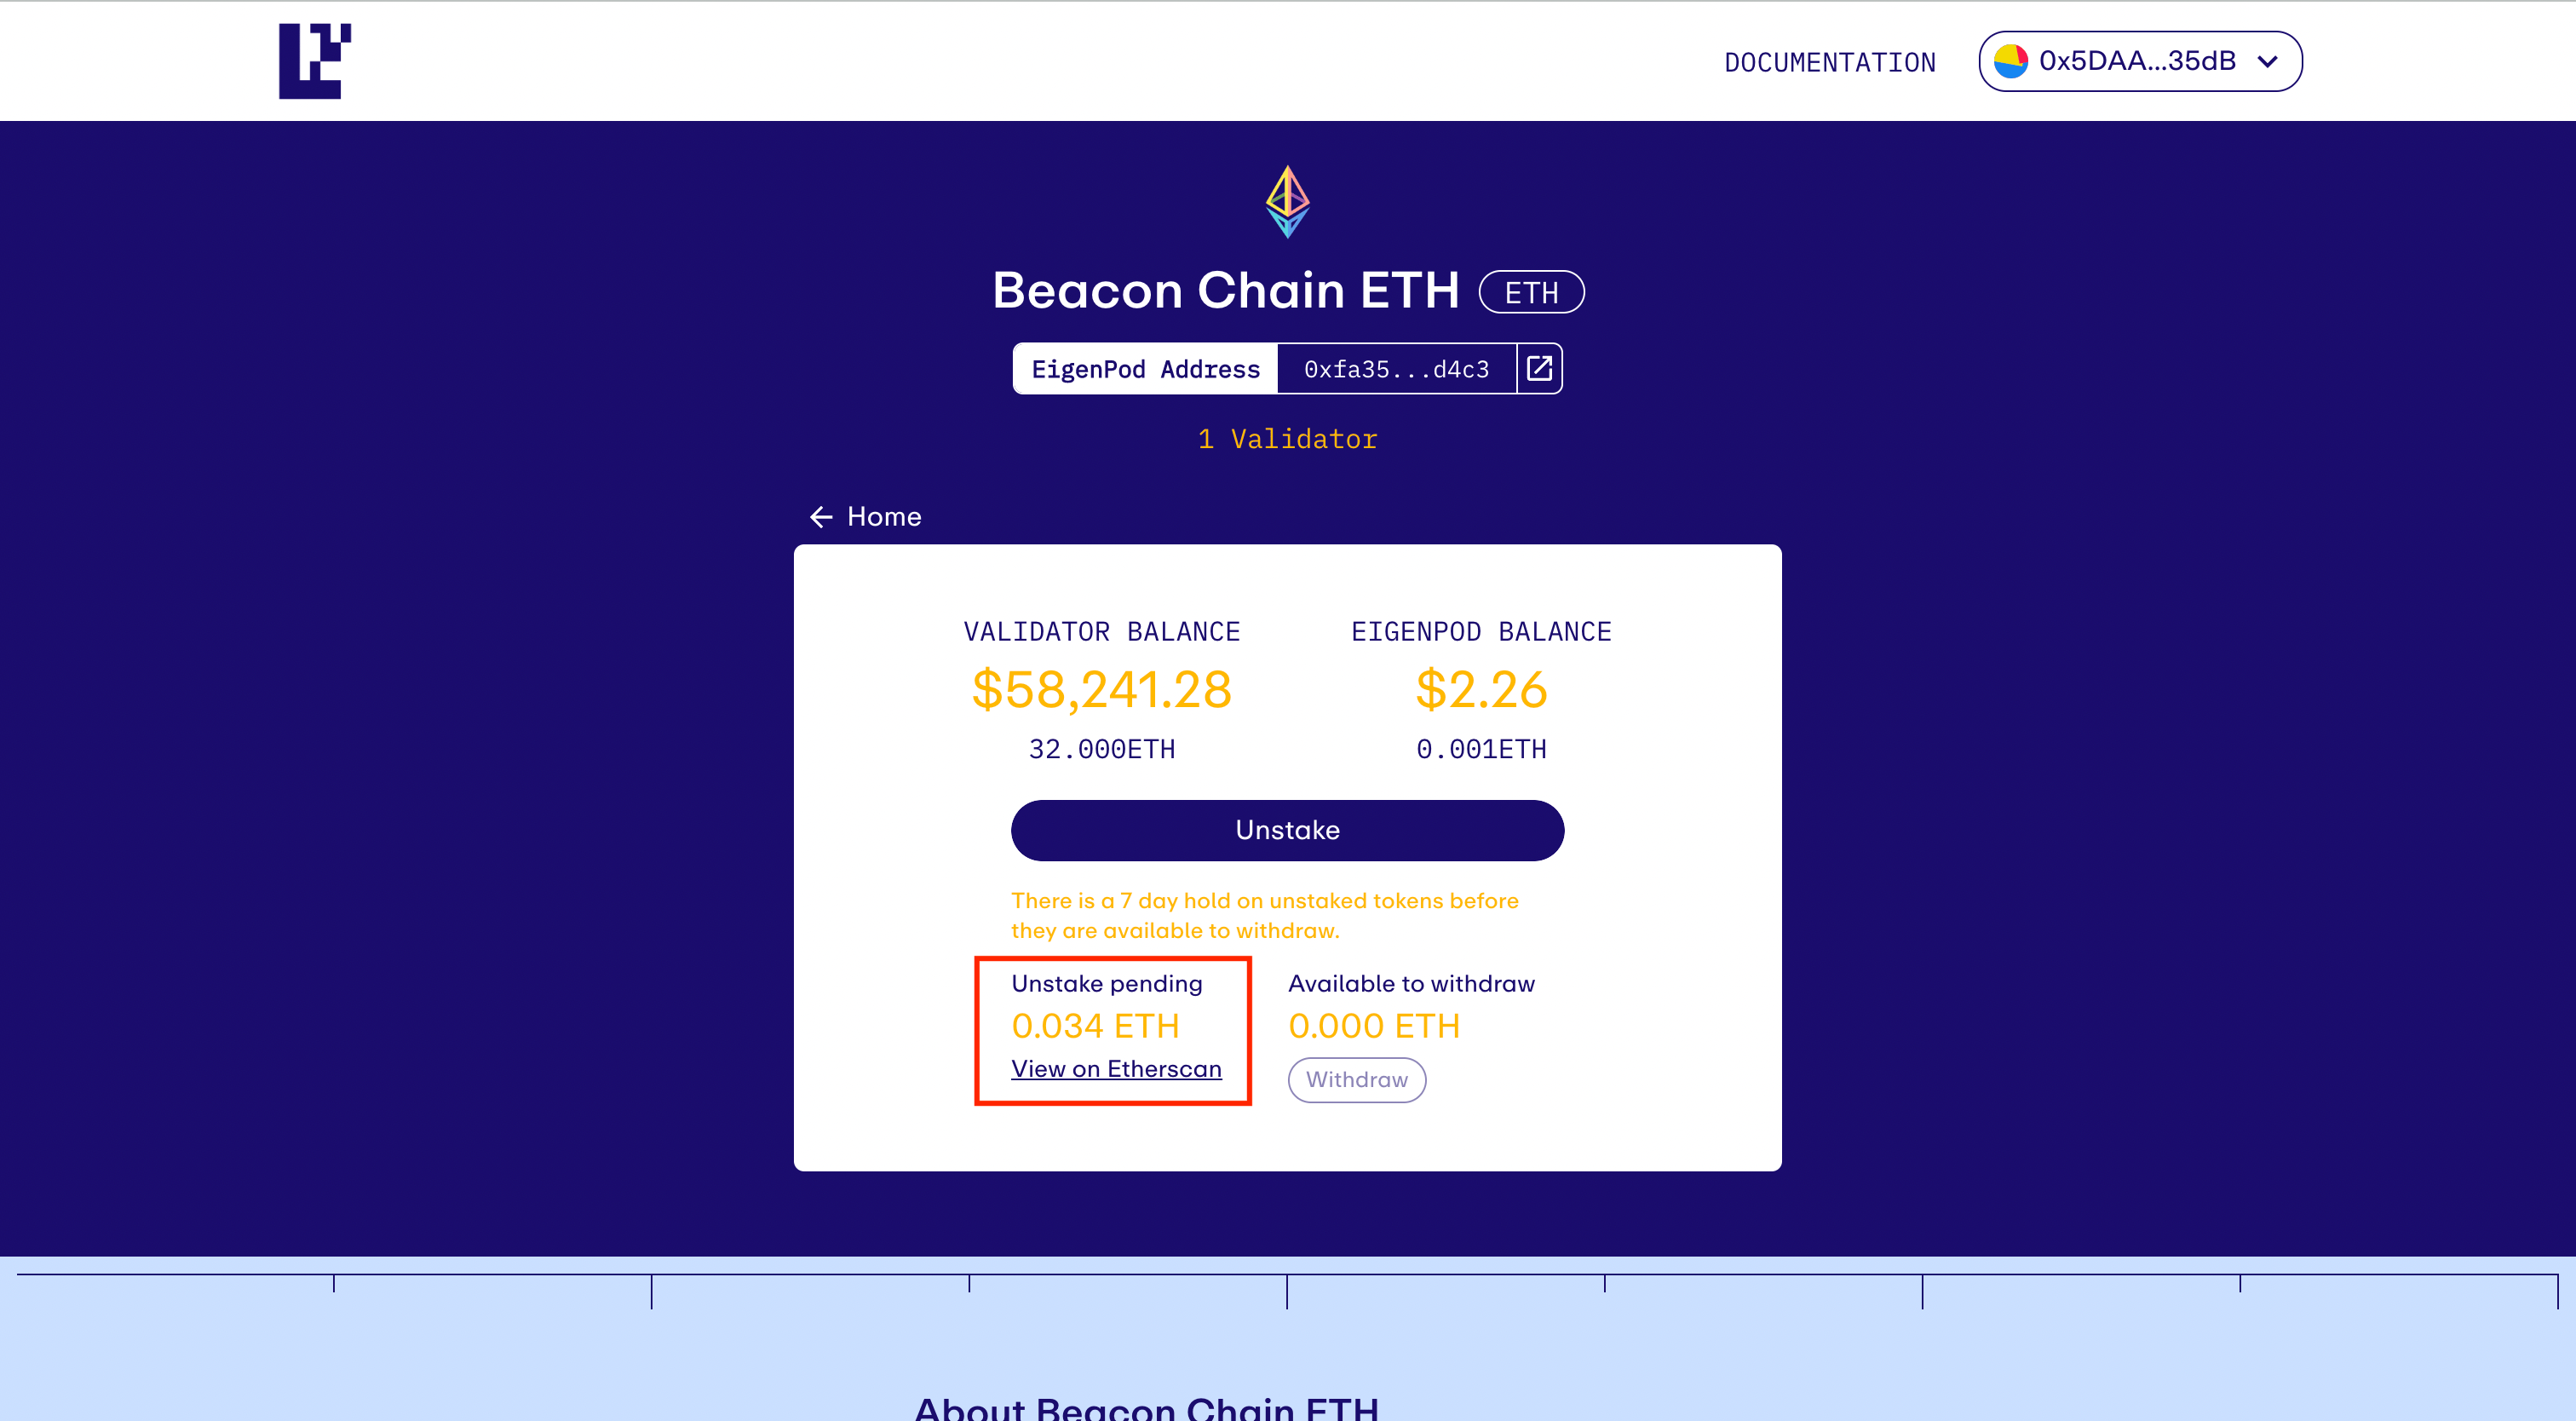 DOCUMENTATION
0x5DAA...35dB
Beacon Chain ETH
ETH
EigenPod Address
0xfa35...d4c3
1 Validator
Home
VALIDATOR BALANCE
$58,241.28
32.000ETH
EIGENPOD BALANCE
$2.26
0.001ETH
Unstake
There is a 7 day hold on unstaked tokens before
they are available to withdraw.
Unstake pending
0.034 ETH
View on Etherscan
Available to withdraw
0.000 ETH
Withdraw
About Beacon Chain ETH